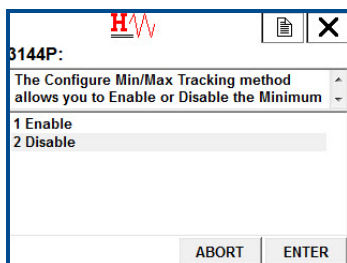 H
3144P:
The Configure Min/Max Tracking method
allows you to Enable or Disable the Minimum
1 Enable
2 Disable
ABORT
ENTER